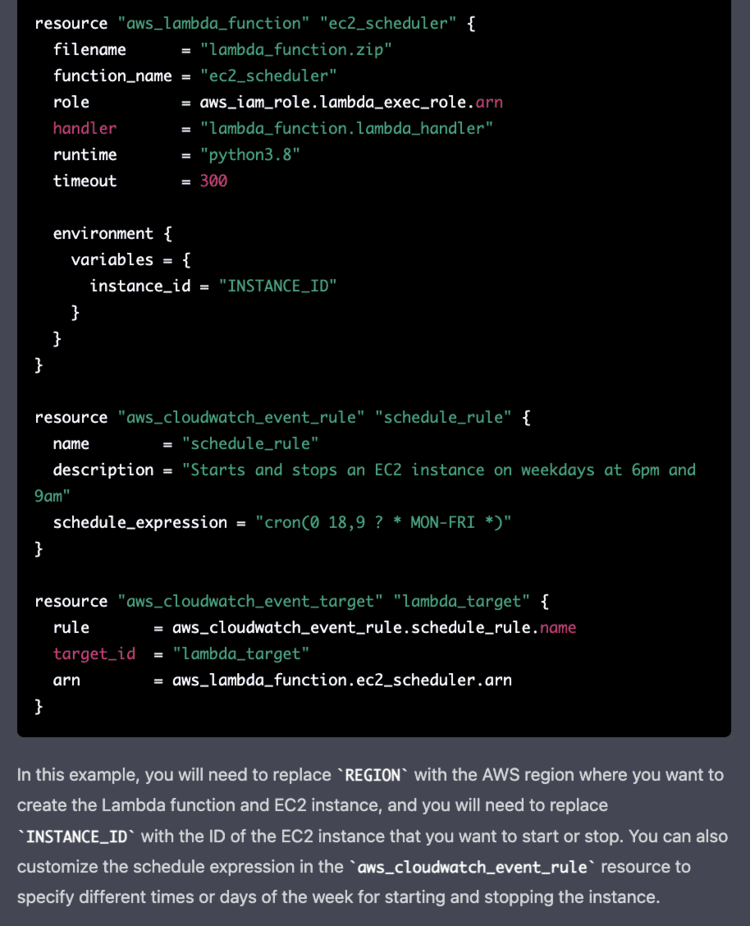 resource "aws_lambda_function" "ec2_scheduler" {
  filename      = "lambda_function.zip"
  function_name = "ec2_scheduler"
  role          = aws_iam_role.lambda_exec_role.arn
  handler       = "lambda_function.lambda_handler"
  runtime       = "python3.8"
  timeout       = 300
  environment {
    variables = {
      instance_id = "INSTANCE_ID"
    }
  }
}
resource "aws_cloudwatch_event_rule" "schedule_rule" {
  name        = "schedule_rule"
  description = "Starts and stops an EC2 instance on weekdays at 6pm and
9am"
  schedule_expression = "cron(0 18,9 ? * MON-FRI *)"
}
resource "aws_cloudwatch_event_target" "lambda_target" {
  rule       = aws_cloudwatch_event_rule.schedule_rule.name
  target_id  = "lambda_target"
  arn        = aws_lambda_function.ec2_scheduler.arn
}
In this example, you will need to replace `REGION` with the AWS region where you want to
create the Lambda function and EC2 instance, and you will need to replace
`INSTANCE_ID` with the ID of the EC2 instance that you want to start or stop. You can also
customize the schedule expression in the `aws_cloudwatch_event_rule` resource to
specify different times or days of the week for starting and stopping the instance.